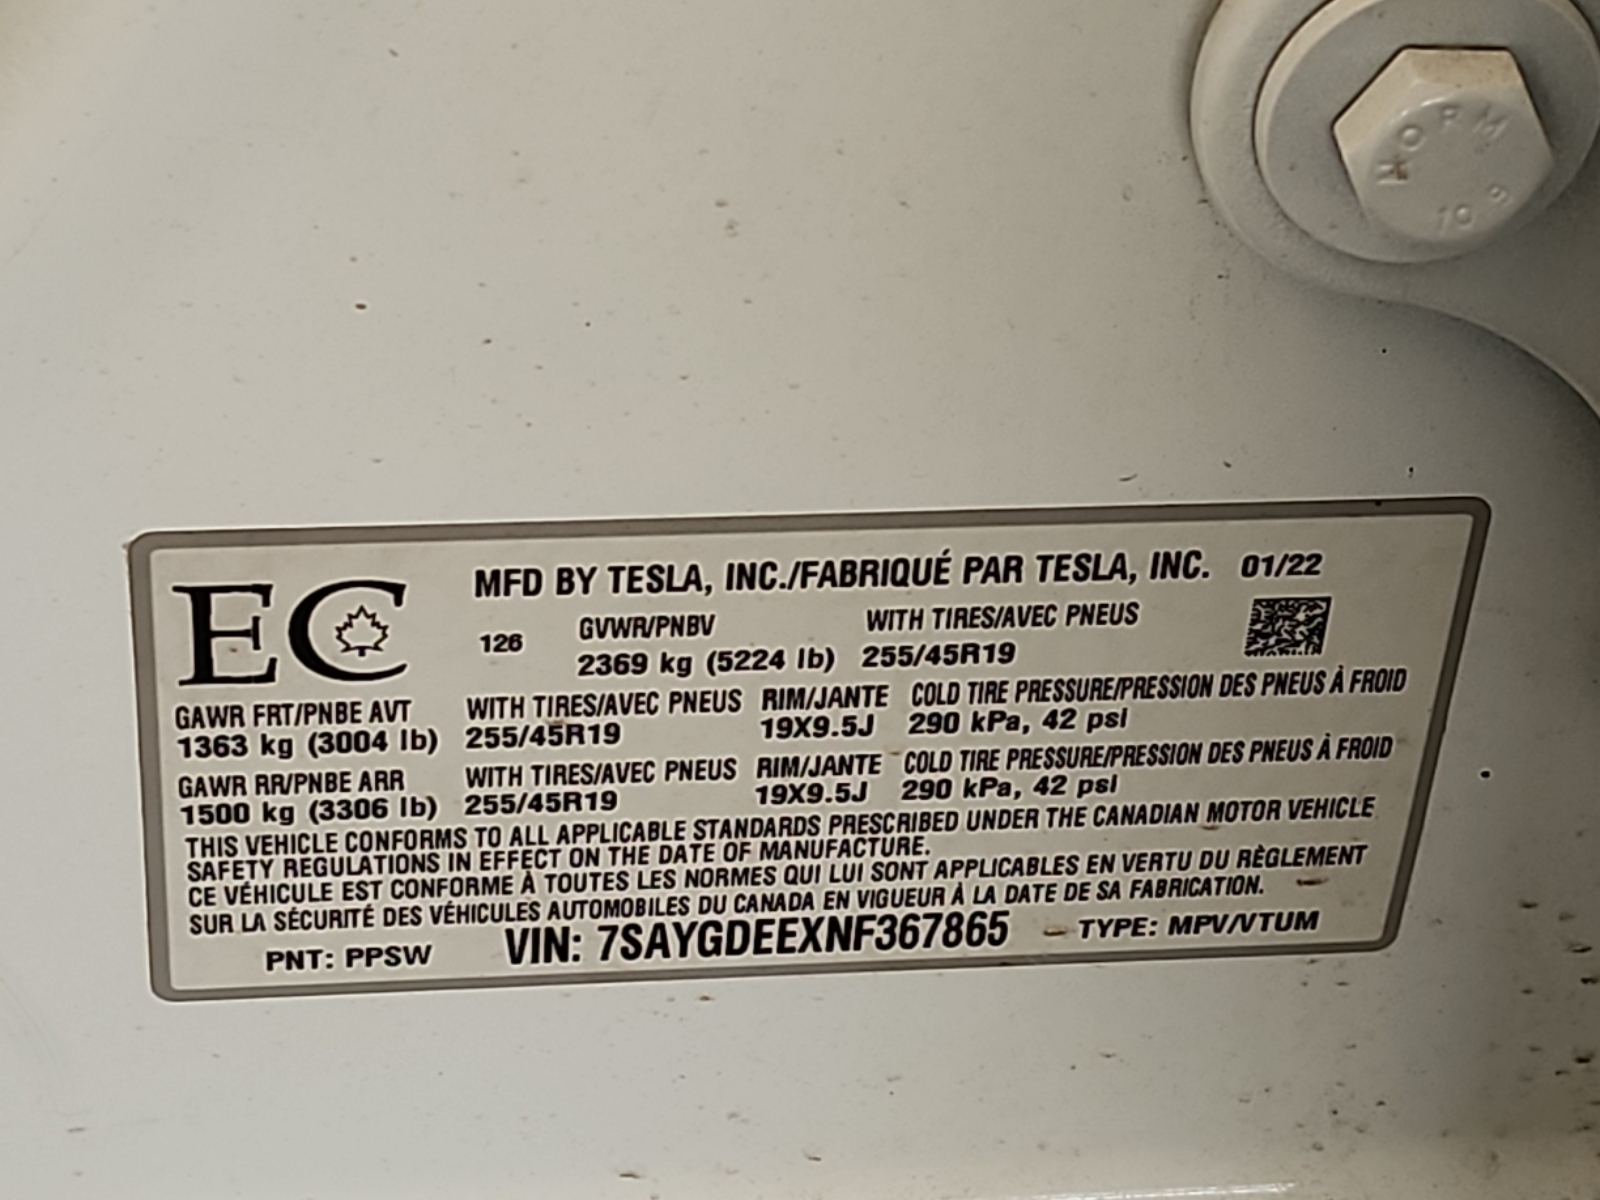 KORM
10 9
EC
MFD BY TESLA, INC./FABRIQUÉ PAR TESLA, INC. 01/22
126 GVWR/PNBV WITH TIRES/AVEC PNEUS
2369 kg (5224 lb) 255/45R19
GAWR FRT/PNBE AVT WITH TIRES/AVEC PNEUS RIM/JANTE COLD TIRE PRESSURE/PRESSION DES PNEUS À FROID
1363 kg (3004 lb) 255/45R19 19X9.5J 290 kPa, 42 psi
GAWR RR/PNBE ARR WITH TIRES/AVEC PNEUS RIM/JANTE COLD TIRE PRESSURE/PRESSION DES PNEUS À FROID
1500 kg (3306 lb) 255/45R19 19X9.5J 290 kPa, 42 psi
THIS VEHICLE CONFORMS TO ALL APPLICABLE STANDARDS PRESCRIBED UNDER THE CANADIAN MOTOR VEHICLE
SAFETY REGULATIONS IN EFFECT ON THE DATE OF MANUFACTURE.
CE VÉHICULE EST CONFORME À TOUTES LES NORMES QUI LUI SONT APPLICABLES EN VERTU DU RÈGLEMENT
SUR LA SÉCURITÉ DES VÉHICULES AUTOMOBILES DU CANADA EN VIGUEUR À LA DATE DE SA FABRICATION.
PNT: PPSW VIN: 7SAYGDEEXNF367865 TYPE: MPV/VTUM